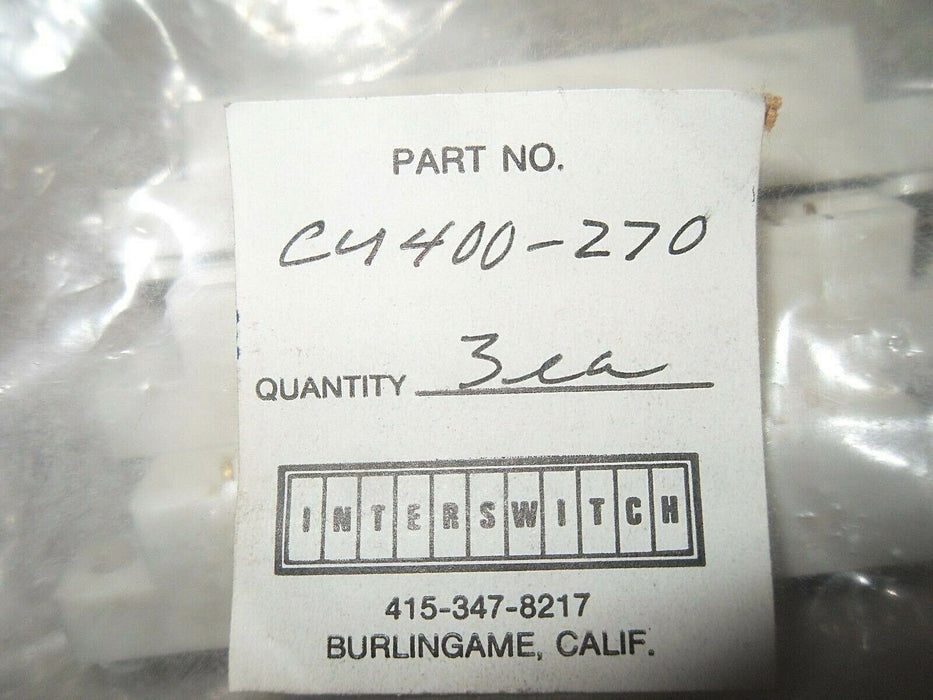 PART NO.
C4400-270
QUANTITY 3ea
INTERSWITCH
415-347-8217
BURLINGAME, CALIF.